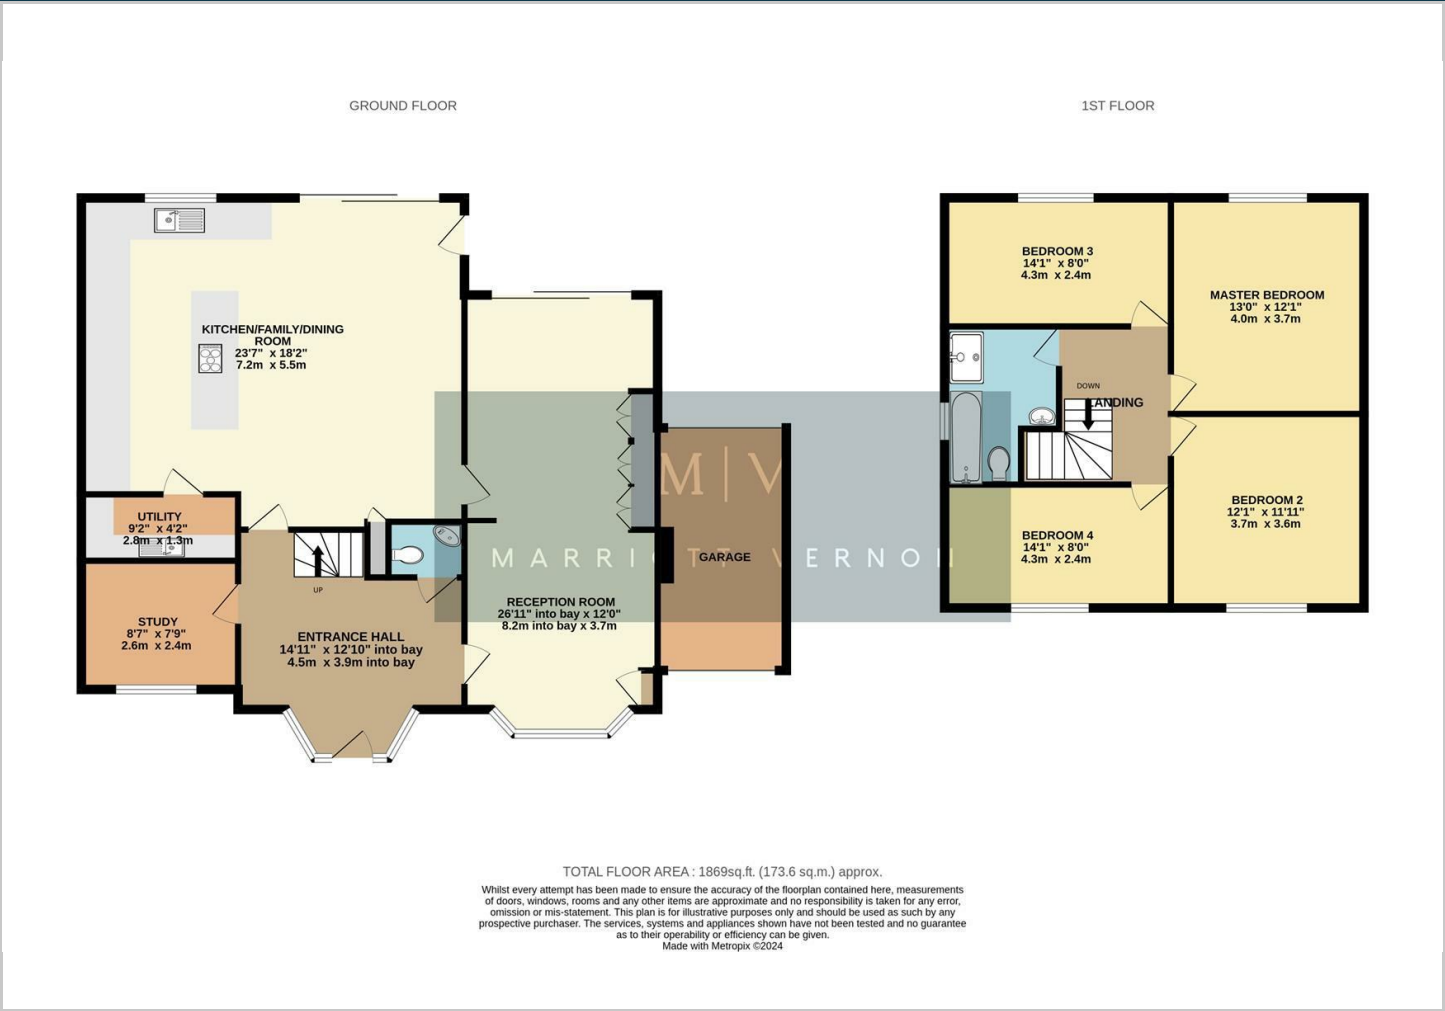 GROUND FLOOR
1ST FLOOR
KITCHEN/FAMILY/DINING
ROOM
23'7" x 18'2"
7.2m x 5.5m
UTILITY
9'2" x 4'2"
2.8m x 1.3m
STUDY
8'7" x 7'9"
2.6m x 2.4m
UP
ENTRANCE HALL
14'11" x 12'10" into bay
4.5m x 3.9m into bay
RECEPTION ROOM
26'11" into bay x 12'0"
8.2m into bay x 3.7m
GARAGE
M|V
MARRIOTT VERNON
BEDROOM 3
14'1" x 8'0"
4.3m x 2.4m
MASTER BEDROOM
13'0" x 12'1"
4.0m x 3.7m
DOWN
LANDING
BEDROOM 2
12'1" x 11'11"
3.7m x 3.6m
BEDROOM 4
14'1" x 8'0"
4.3m x 2.4m
TOTAL FLOOR AREA : 1869sq.ft. (173.6 sq.m.) approx.
Whilst every attempt has been made to ensure the accuracy of the floorplan contained here, measurements
of doors, windows, rooms and any other items are approximate and no responsibility is taken for any error,
omission or mis-statement. This plan is for illustrative purposes only and should be used as such by any
prospective purchaser. The services, systems and appliances shown have not been tested and no guarantee
as to their operability or efficiency can be given.
Made with Metropix ©2024